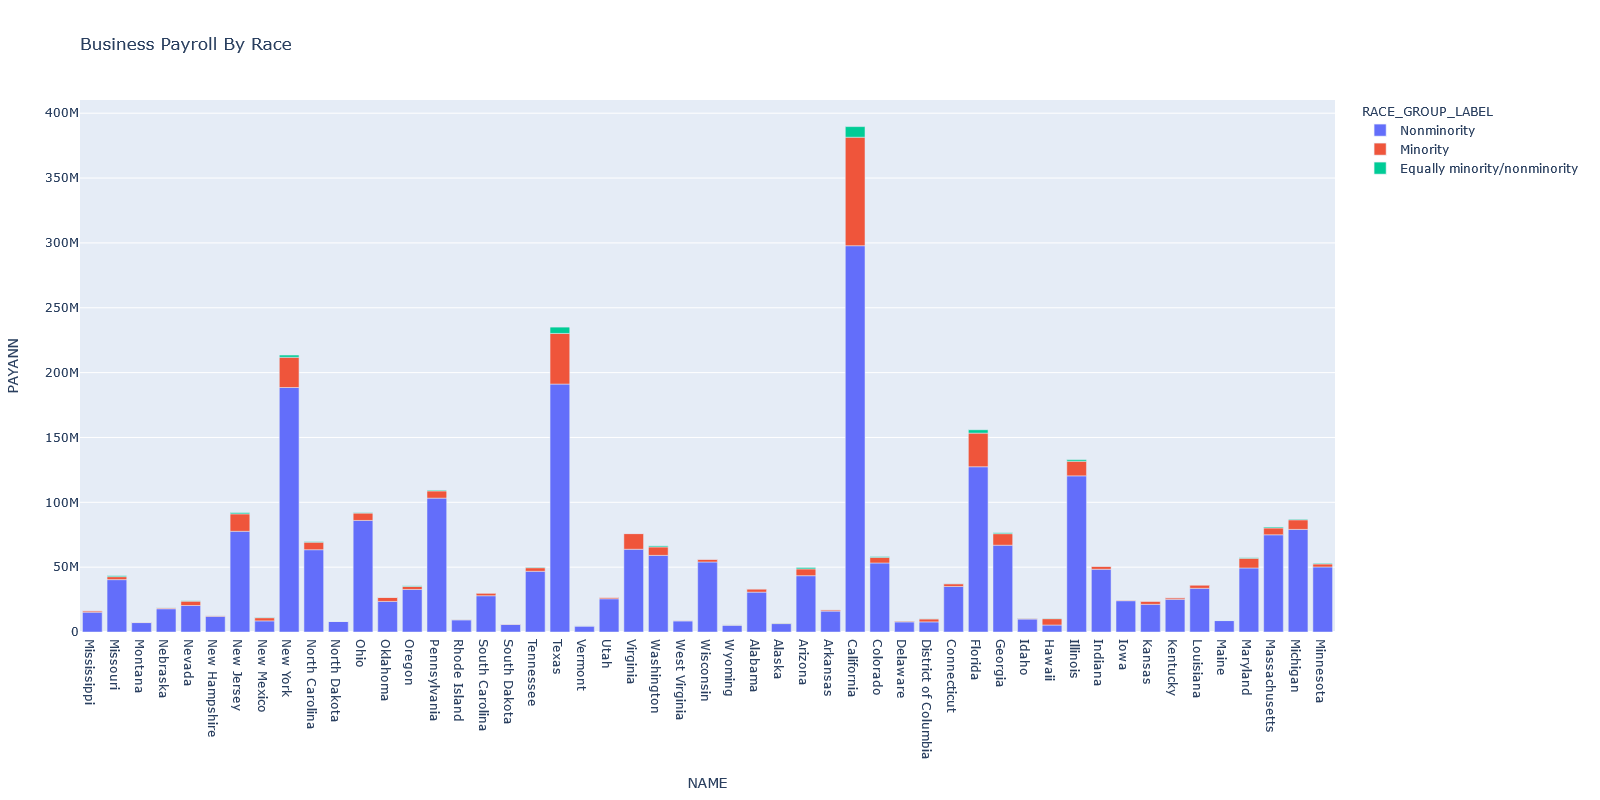 Business Payroll By Race
RACE_GROUP_LABEL
Nonminority
Minority
Equally minority/nonminority
PAYANN
400M
350M
300M
250M
200M
150M
100M
50M
0
Mississippi
Missouri
Montana
Nebraska
Nevada
New Hampshire
New Jersey
New Mexico
New York
North Carolina
North Dakota
Ohio
Oklahoma
Oregon
Pennsylvania
Rhode Island
South Carolina
South Dakota
Tennessee
Texas
Vermont
Utah
Virginia
Washington
West Virginia
Wisconsin
Wyoming
Alabama
Alaska
Arizona
Arkansas
California
Colorado
Delaware
District of Columbia
Connecticut
Florida
Georgia
Idaho
Hawaii
Illinois
Indiana
Iowa
Kansas
Kentucky
Louisiana
Maine
Maryland
Massachusetts
Michigan
Minnesota
NAME